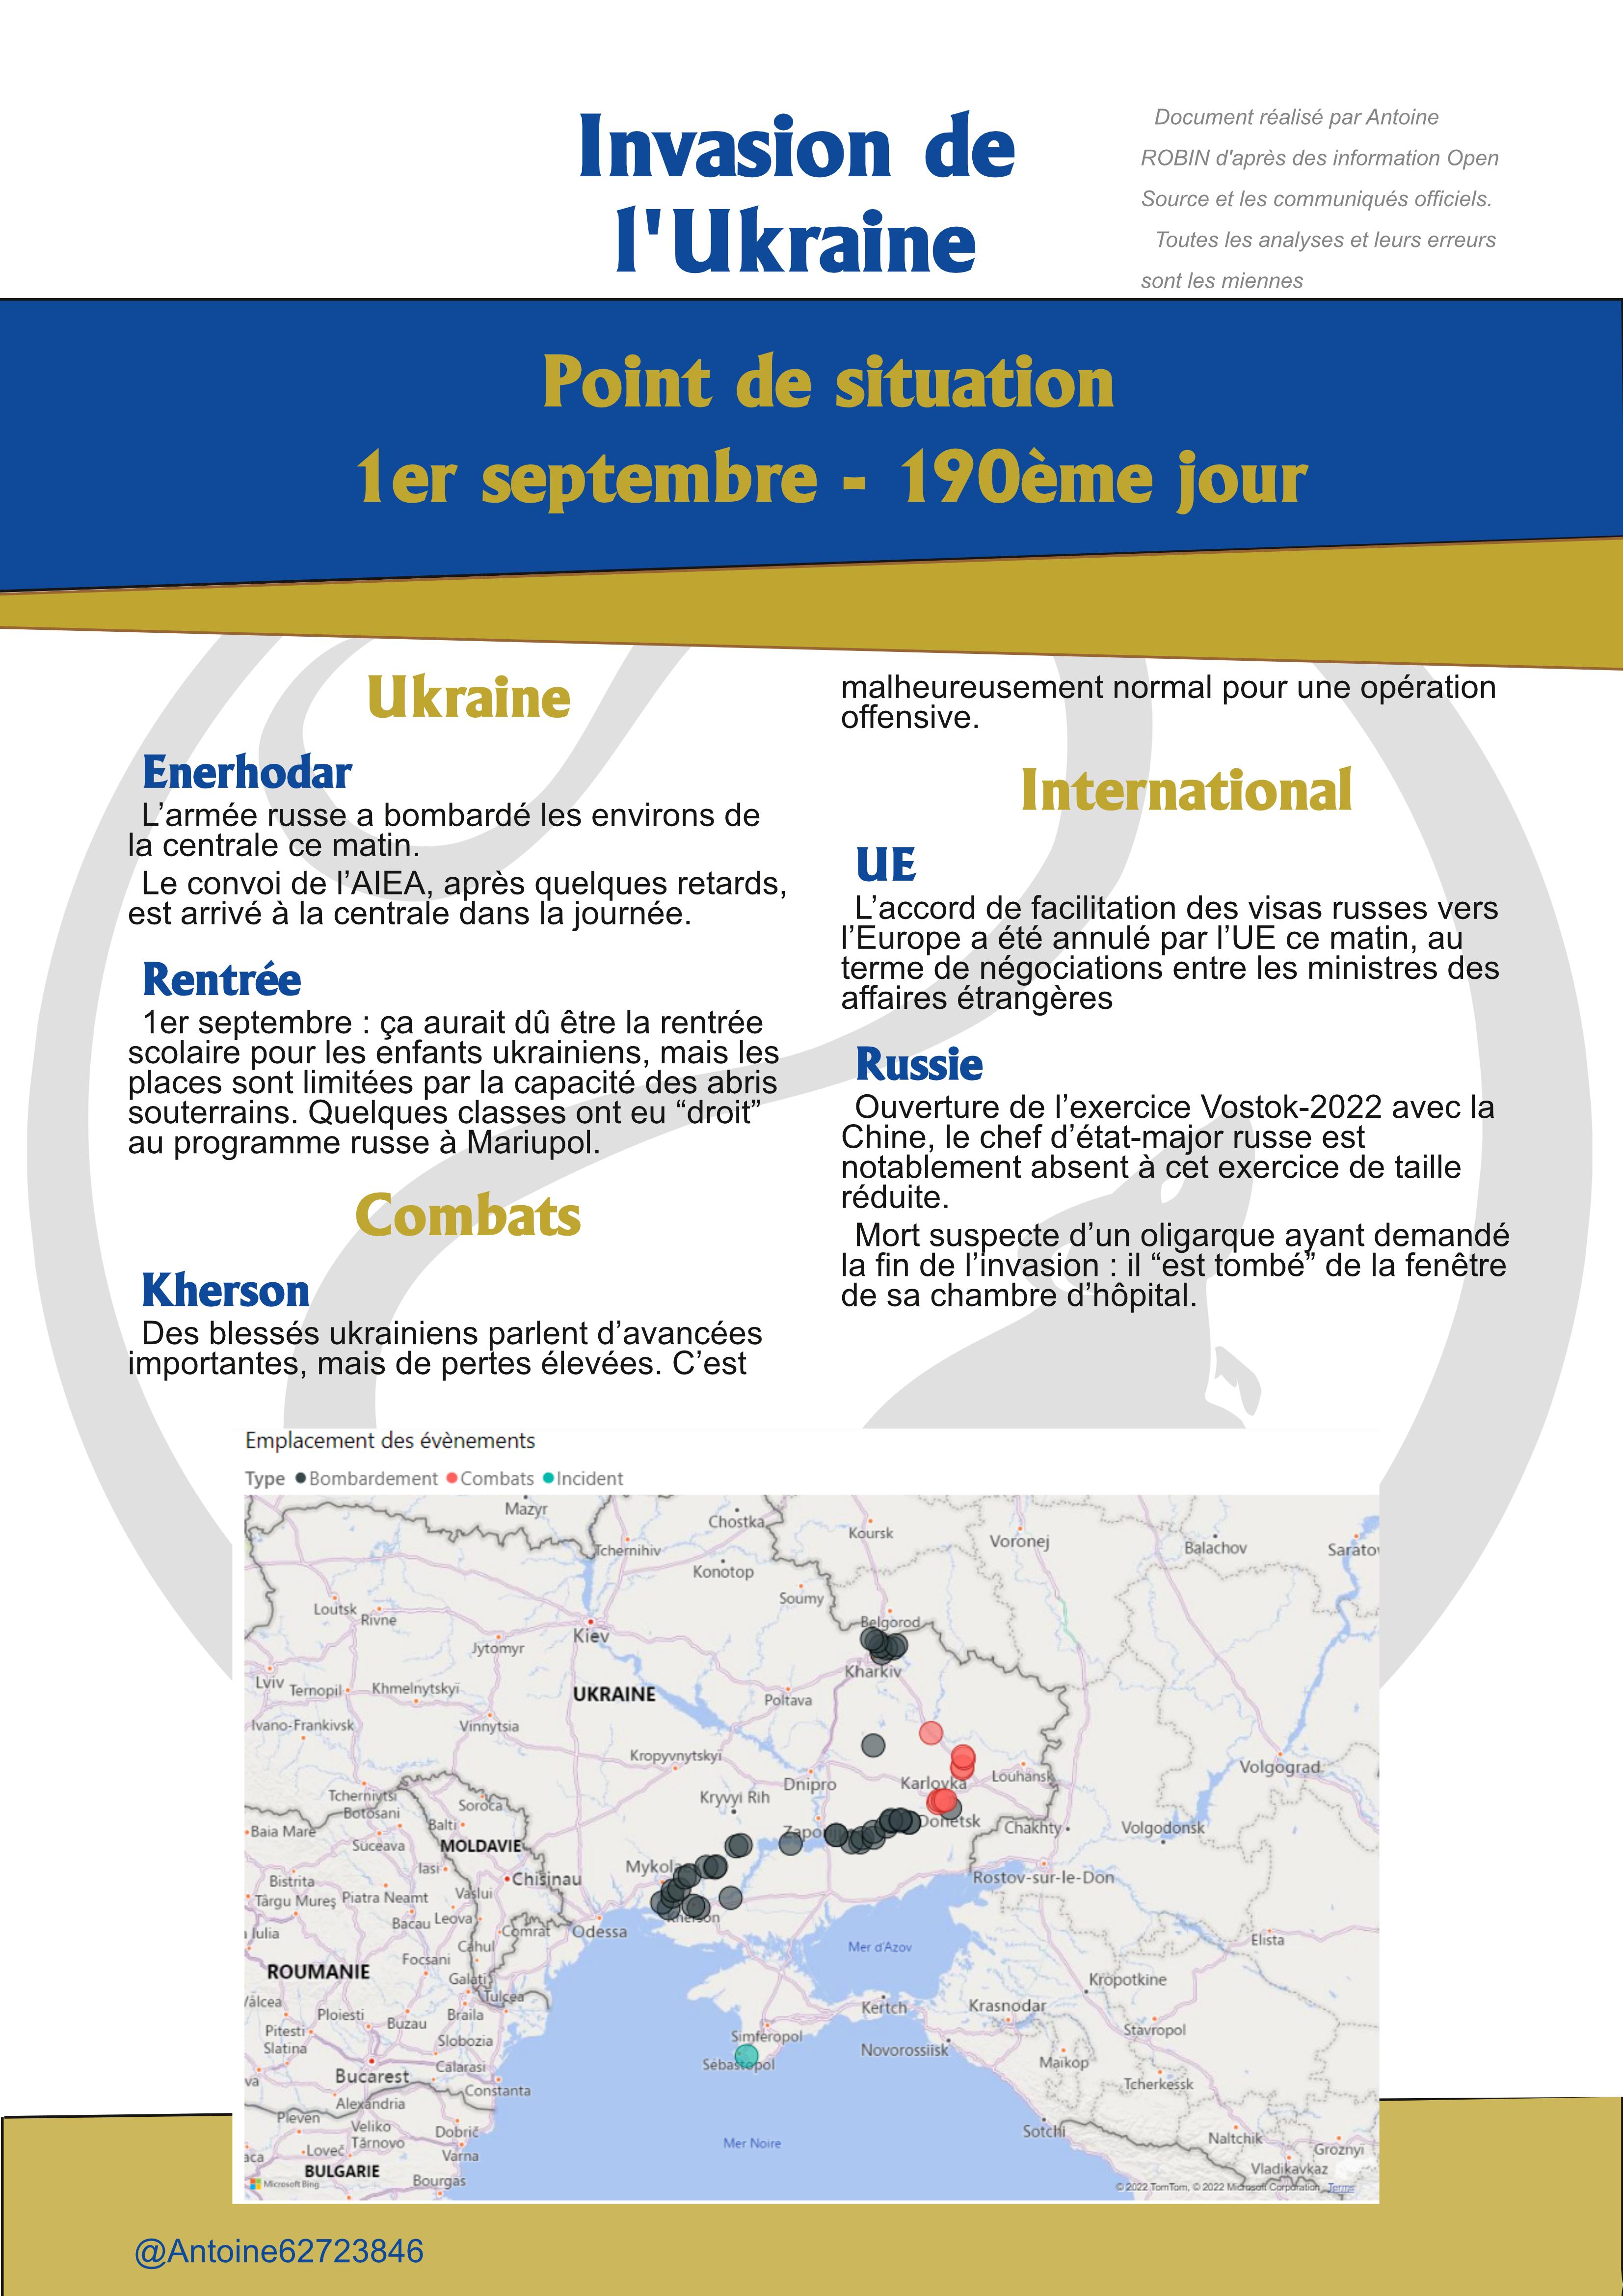 Invasion de
l'Ukraine
Document réalisé par Antoine
ROBIN d'après des information Open
Source et les communiqués officiels.
Toutes les analyses et leurs erreurs
sont les miennes
Point de situation
1er septembre - 190ème jour
Ukraine
Enerhodar
L’armée russe a bombardé les environs de
la centrale ce matin.
Le convoi de l’AIEA, après quelques retards,
est arrivé à la centrale dans la journée.
Rentrée
1er septembre : ça aurait dû être la rentrée
scolaire pour les enfants ukrainiens, mais les
places sont limitées par la capacité des abris
souterrains. Quelques classes ont eu “droit”
au programme russe à Mariupol.
Combats
Kherson
Des blessés ukrainiens parlent d’avancées
importantes, mais de pertes élevées. C’est
malheureusement normal pour une opération
offensive.
International
UE
L’accord de facilitation des visas russes vers
l’Europe a été annulé par l’UE ce matin, au
terme de négociations entre les ministres des
affaires étrangères
Russie
Ouverture de l’exercice Vostok-2022 avec la
Chine, le chef d’état-major russe est
notablement absent à cet exercice de taille
réduite.
Mort suspecte d’un oligarque ayant demandé
la fin de l’invasion : il “est tombé” de la fenêtre
de sa chambre d’hôpital.
Emplacement des évènements
Type Bombardement Combats Incident
Mazyr
Chostka
Koursk
Voronej
Balachov
Saratov
Tchernihiv
Konotop
Soumy
Loutsk
Rivne
Kiev
Belgorod
Jytomyr
Kharkiv
Lviv
Ternopil
Khmelnytskyï
UKRAINE
Poltava
Ivano-Frankivsk
Vinnytsia
Kropyvnytskyï
Dnipro
Karlovka
Louhansk
Volgograd
Tchernivtsi
Botosani
Soroca
Kryvyi Rih
Baia Mare
Suceava
Balti
MOLDAVIE
Zapo
Donetsk
Chakhty
Volgodonsk
Iasi
Chisinau
Mykola
Rostov-sur-le-Don
Bistrita
Târgu Mureş
Piatra Neamt
Vaslui
Bacau
Leova
Comrat
Odessa
Kherson
Iulia
Focsani
Cahul
Mer d'Azov
Elista
ROUMANIE
Galati
Tulcea
Kropotkine
Vâlcea
Ploiesti
Buzau
Braila
Kertch
Krasnodar
Pitesti
Slatina
Slobozia
Simféropol
Novorossiisk
Stavropol
Bucarest
Calarasi
Sébastopol
Maïkop
Tcherkessk
va
Constanta
Alexandria
Pleven
Veliko
Tărnovo
Dobrič
Mer Noire
Sotchi
Naltchik
Groznyi
aca
Loveč
Varna
Vladikavkaz
BULGARIE
Bourgas
Microsoft Bing
© 2022 TomTom, © 2022 Microsoft Corporation Terms
@Antoine62723846